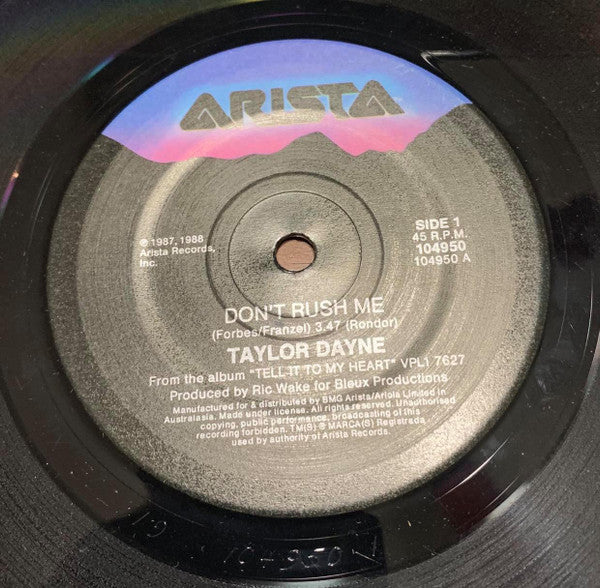 ARISTA
℗ 1987, 1988
Arista Records,
Inc.
SIDE 1
45 R.P.M.
104950
104950 A
DON'T RUSH ME
(Forbes/Franzel) 3.47 (Rondor)
TAYLOR DAYNE
From the album "TELL IT TO MY HEART" VPL1 7627
Produced by Ric Wake for Bleux Productions
Manufactured for & distributed by BMG Arista/Ariola Limited in
Australasia. Made under license. All rights reserved. Unauthorised
copying, public performance, broadcasting of this
recording forbidden. TM(S) ® MARCA(S) Registrada
used by authority of Arista Records.